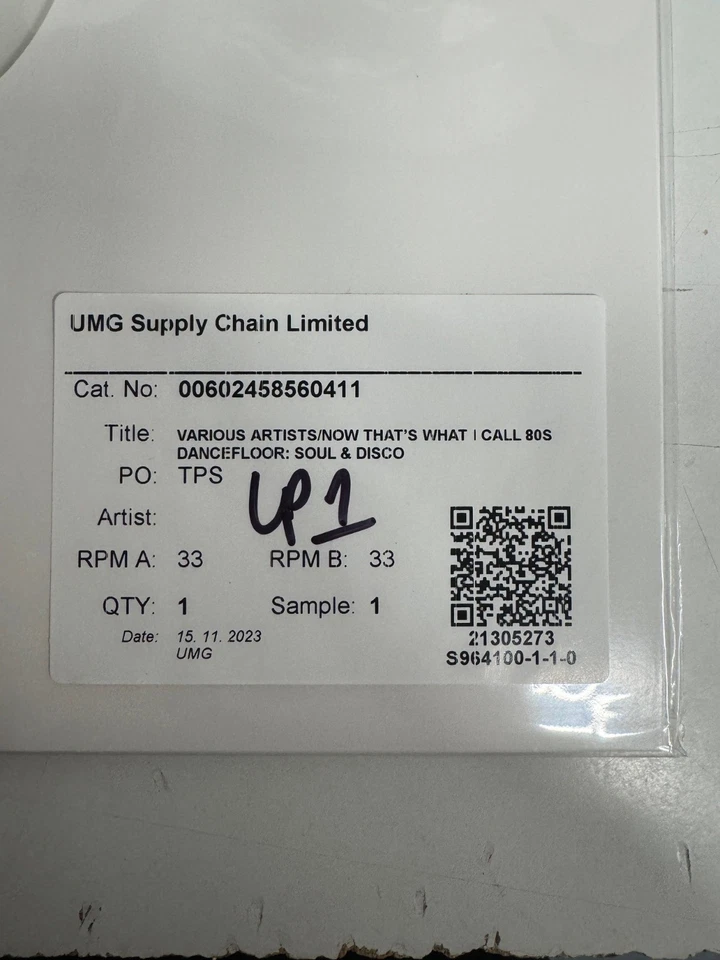 UMG Supply Chain Limited
Cat. No: 00602458560411
Title: VARIOUS ARTISTS/NOW THAT'S WHAT I CALL 80S
DANCEFLOOR: SOUL & DISCO
PO: TPS
LP 1
Artist:
RPM A: 33 RPM B: 33
QTY: 1 Sample: 1
Date: 15. 11. 2023
UMG
21305273
S964100-1-1-0